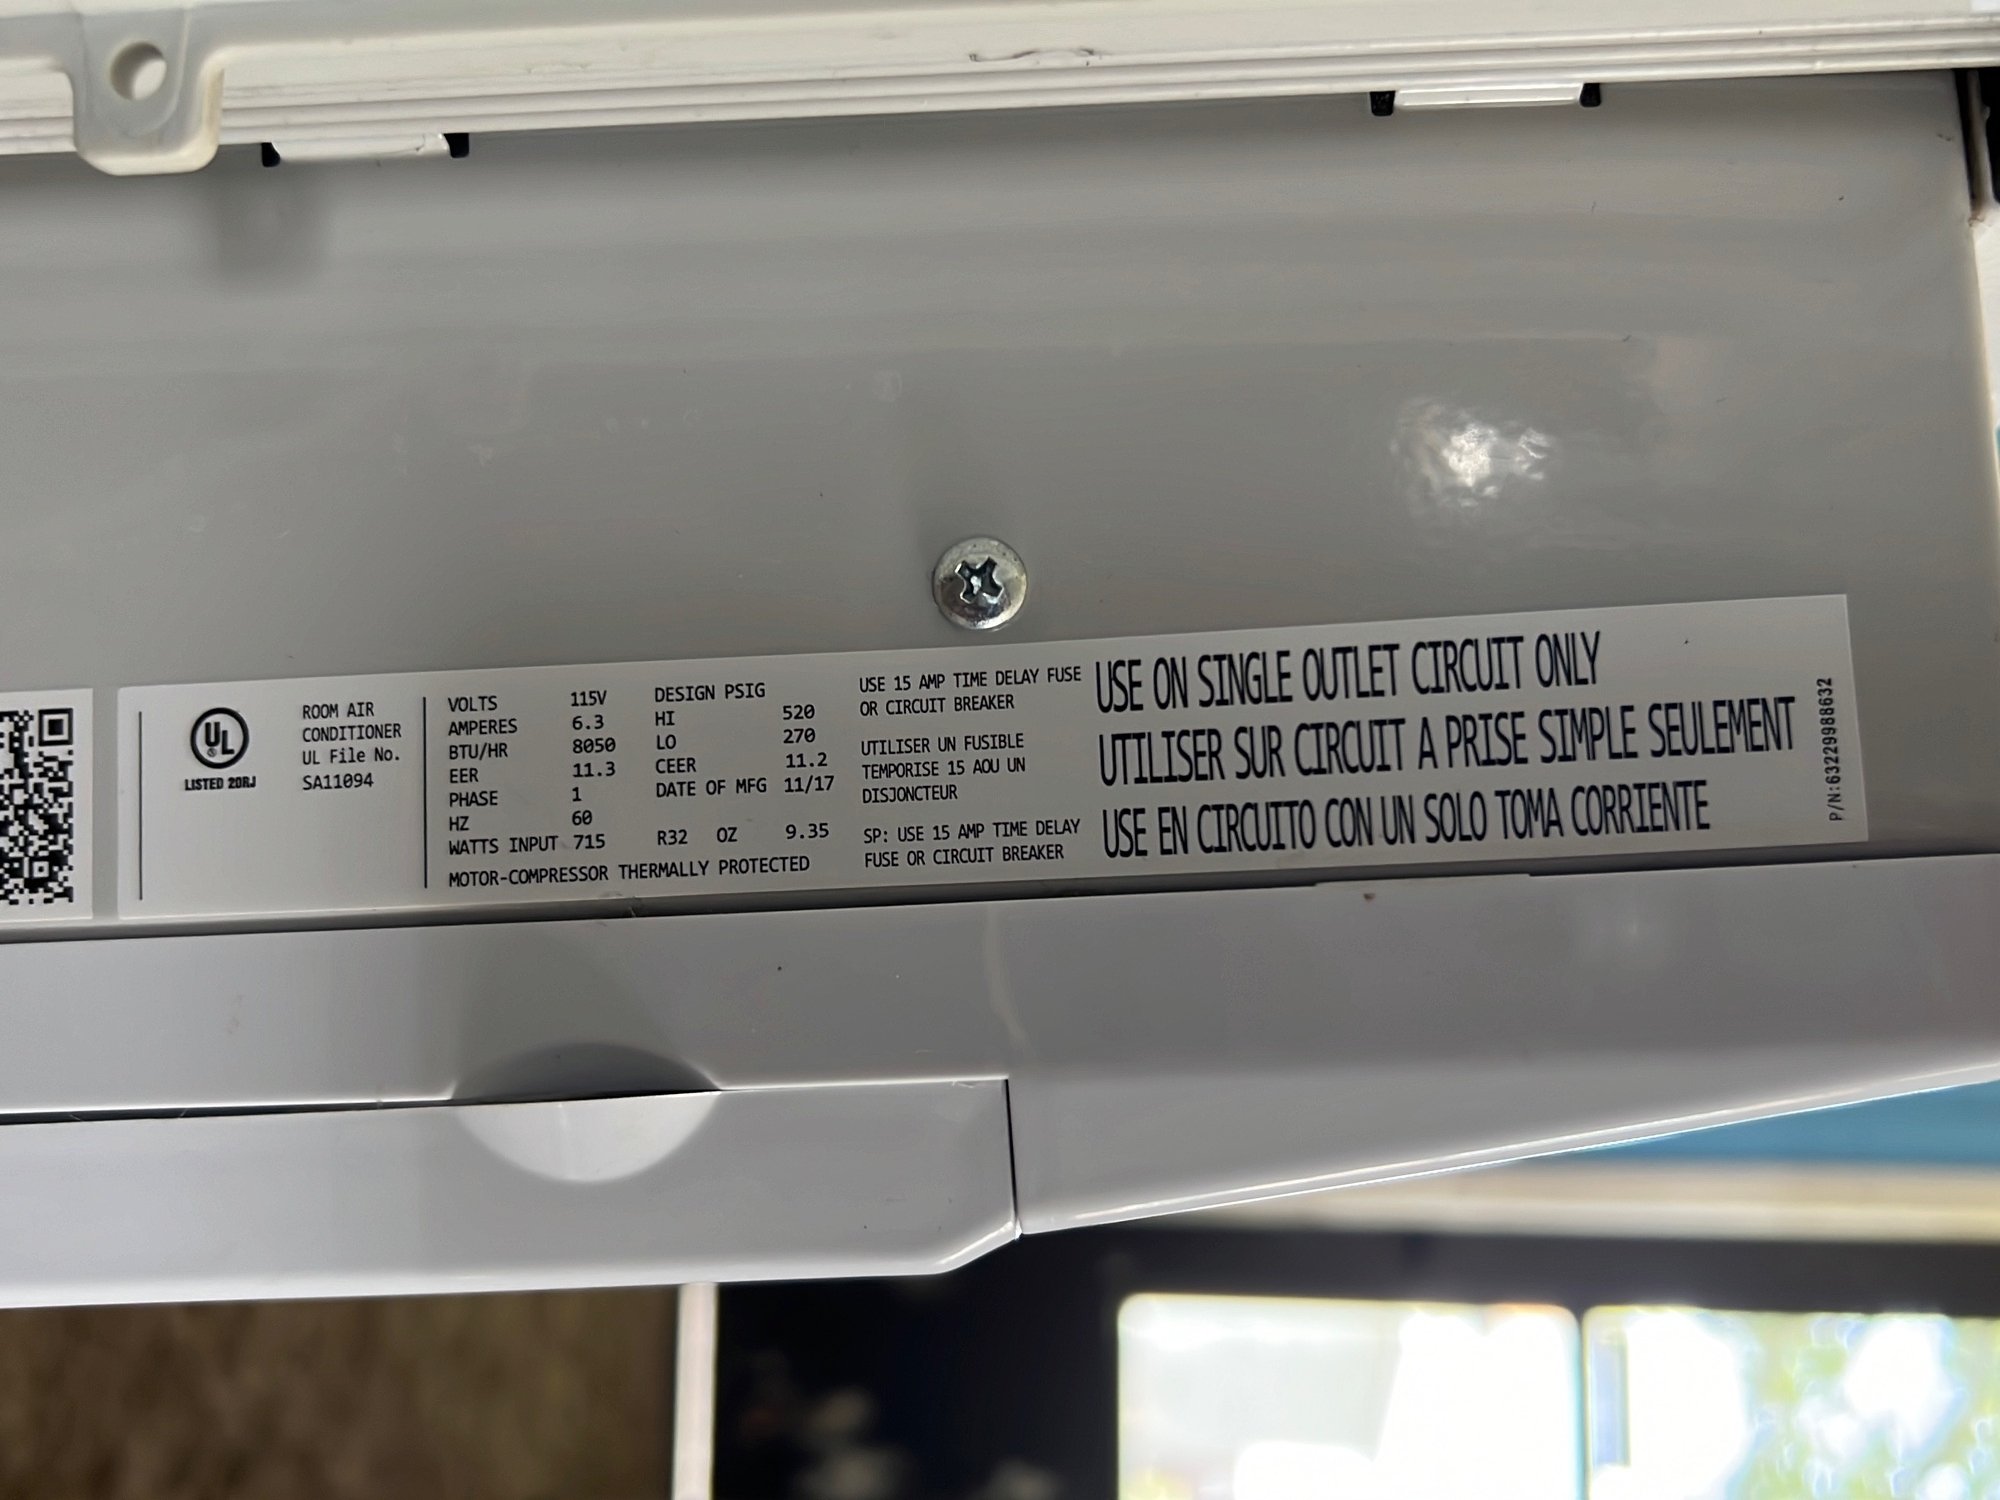 UL
®
LISTED 20RJ
ROOM AIR
CONDITIONER
UL File No.
SA11094
VOLTS 115V
AMPERES 6.3
BTU/HR 8050
EER 11.3
PHASE 1
HZ 60
WATTS INPUT 715
DESIGN PSIG
HI 520
LO 270
CEER 11.2
DATE OF MFG 11/17
R32 OZ 9.35
MOTOR-COMPRESSOR THERMALLY PROTECTED
USE 15 AMP TIME DELAY FUSE
OR CIRCUIT BREAKER
UTILISER UN FUSIBLE
TEMPORISE 15 AOU UN
DISJONCTEUR
SP: USE 15 AMP TIME DELAY
FUSE OR CIRCUIT BREAKER
USE ON SINGLE OUTLET CIRCUIT ONLY
UTILISER SUR CIRCUIT A PRISE SIMPLE SEULEMENT
USE EN CIRCUITO CON UN SOLO TOMA CORRIENTE
P/N:6322988632